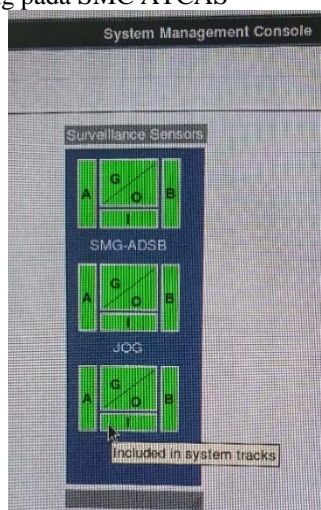 g pada SMC ATCAS
System Management Console
Surveillance Sensors
A G O B
I
SMG-ADSB
A G O B
I
JOG
A G O B
I
Included in system tracks